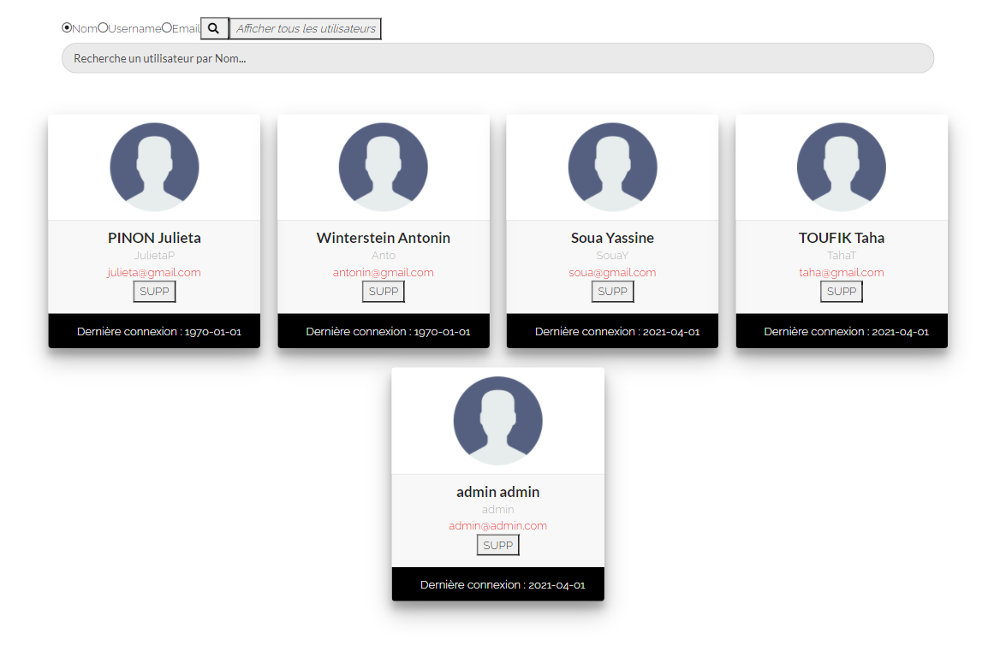 Nom Username Email Afficher tous les utilisateurs
Recherche un utilisateur par Nom...
PINON Julieta
JulietaP
julieta@gmail.com
SUPP
Dernière connexion : 1970-01-01
Winterstein Antonin
Anto
antonin@gmail.com
SUPP
Dernière connexion : 1970-01-01
Soua Yassine
SouaY
soua@gmail.com
SUPP
Dernière connexion : 2021-04-01
TOUFIK Taha
TahaT
taha@gmail.com
SUPP
Dernière connexion : 2021-04-01
admin admin
admin
admin@admin.com
SUPP
Dernière connexion : 2021-04-01